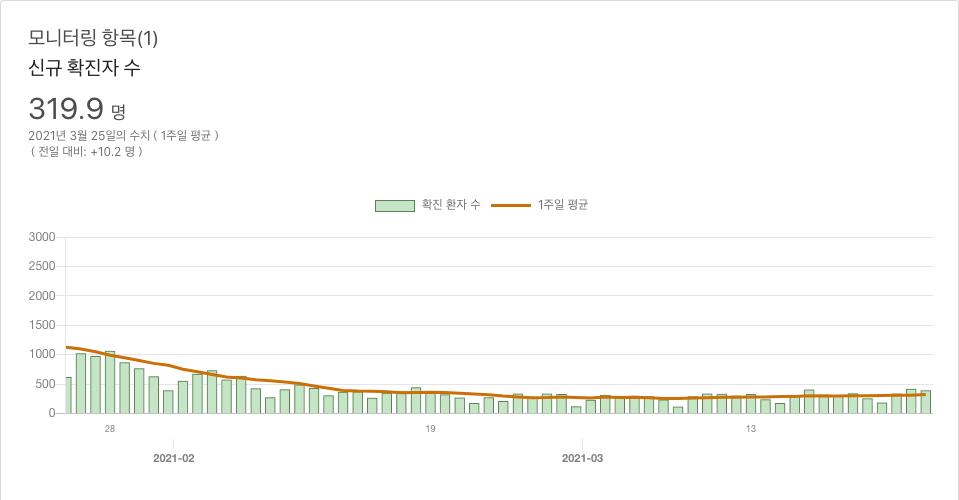 모니터링 항목(1)
신규 확진자 수
319.9 명
2021년 3월 25일의 수치 ( 1주일 평균 )
( 전일 대비: +10.2 명 )
확진 환자 수 1주일 평균
3000
2500
2000
1500
1000
500
0
28 19 13
2021-02 2021-03